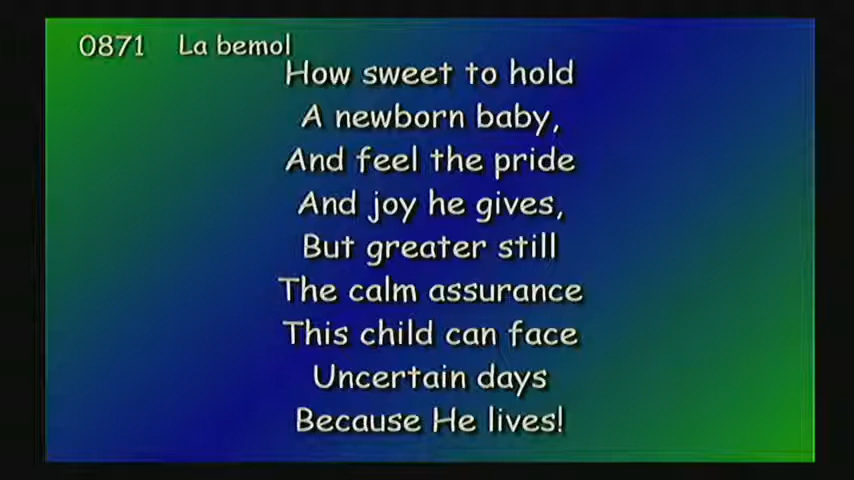 0871 La bemol
How sweet to hold
A newborn baby,
And feel the pride
And joy he gives,
But greater still
The calm assurance
This child can face
Uncertain days
Because He lives!